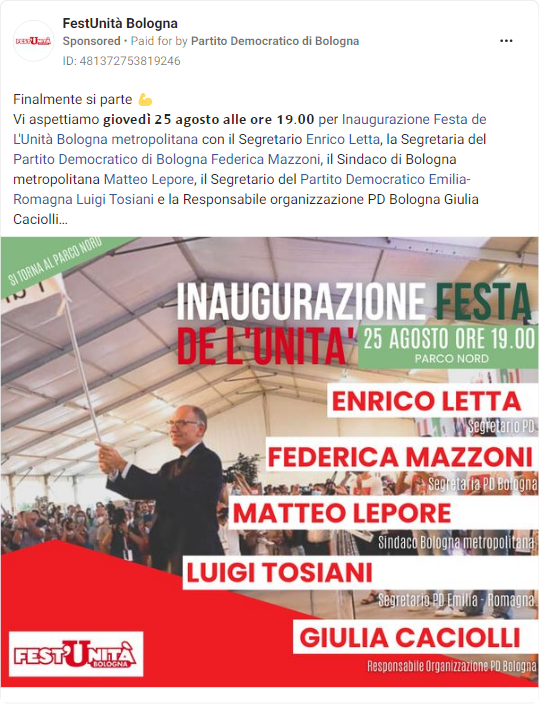 FestUnità Bologna
Sponsored • Paid for by Partito Democratico di Bologna
ID: 481372753819246
FEST'UNITÀ
Finalmente si parte 💪
Vi aspettiamo giovedì 25 agosto alle ore 19.00 per Inaugurazione Festa de
L'Unità Bologna metropolitana con il Segretario Enrico Letta, la Segretaria del
Partito Democratico di Bologna Federica Mazzoni, il Sindaco di Bologna
metropolitana Matteo Lepore, il Segretario del Partito Democratico Emilia-
Romagna Luigi Tosiani e la Responsabile organizzazione PD Bologna Giulia
Caciolli...
SI TORNA AL PARCO NORD
INAUGURAZIONE FESTA
DE L'UNITA'
25 AGOSTO ORE 19.00
PARCO NORD
ENRICO LETTA
Segretario PD
FEDERICA MAZZONI
Segretaria PD Bologna
MATTEO LEPORE
Sindaco Bologna metropolitana
LUIGI TOSIANI
Segretario PD Emilia - Romagna
GIULIA CACIOLLI
Responsabile Organizzazione PD Bologna
FEST'UNITÀ
BOLOGNA